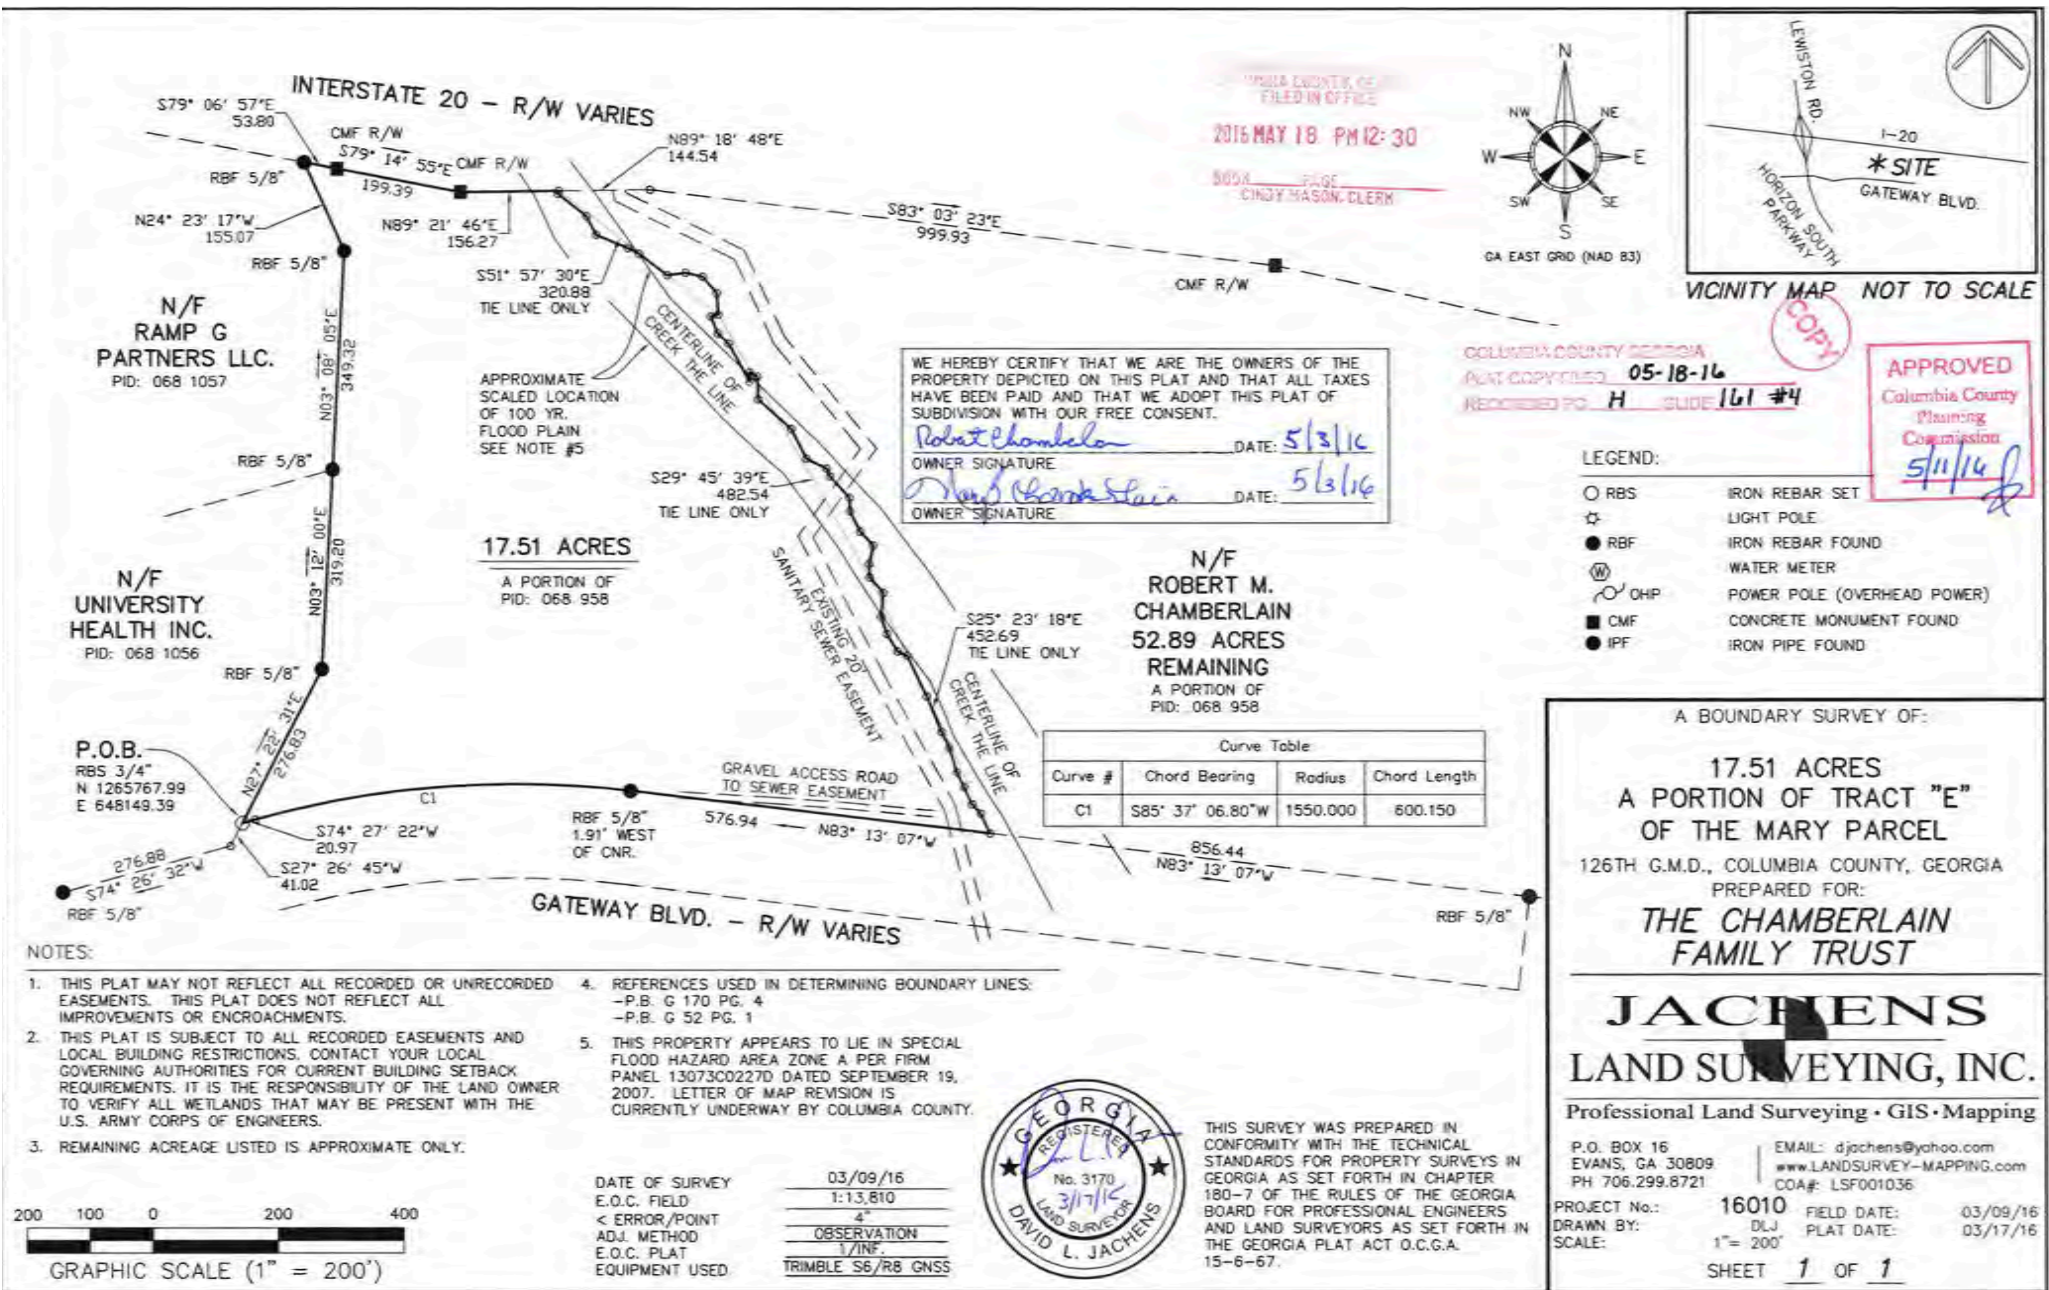 INTERSTATE 20 – R/W VARIES
S79° 06' 57"E
53.80
CMF R/W
S79° 14' 55"E
199.39
CMF R/W
N89° 18' 48"E
144.54
RBF 5/8"
N24° 23' 17"W
155.07
N89° 21' 46"E
156.27
RBF 5/8"
S83° 03' 23"E
999.93
CMF R/W
S51° 57' 30"E
320.88
TIE LINE ONLY
N/F
RAMP G
PARTNERS LLC.
PID: 068 1057
N03° 08' 05"E
349.32
CENTERLINE OF
CREEK THE LINE
APPROXIMATE
SCALED LOCATION
OF 100 YR.
FLOOD PLAIN
SEE NOTE #5
RBF 5/8"
S29° 45' 39"E
482.54
TIE LINE ONLY
17.51 ACRES
A PORTION OF
PID: 068 958
N03° 12' 00"E
319.20
N/F
UNIVERSITY
HEALTH INC.
PID: 068 1056
RBF 5/8"
EXISTING 20'
SANITARY SEWER EASEMENT
N/F
ROBERT M.
CHAMBERLAIN
52.89 ACRES
REMAINING
A PORTION OF
PID: 068 958
S25° 23' 18"E
452.69
TIE LINE ONLY
CENTERLINE OF
CREEK THE LINE
N27° 22' 31"E
276.83
P.O.B.
RBS 3/4"
N 1265767.99
E 648149.39
C1
S74° 27' 22"W
20.97
S27° 26' 45"W
41.02
276.88
S74° 26' 32"W
RBF 5/8"
RBF 5/8"
1.91' WEST
OF CNR.
GRAVEL ACCESS ROAD
TO SEWER EASEMENT
576.94
N83° 13' 07"W
856.44
N83° 13' 07"W
RBF 5/8"
GATEWAY BLVD. – R/W VARIES
Curve Table
Curve # Chord Bearing Radius Chord Length
C1 S85° 37' 06.80"W 1550.000 600.150
FILED IN OFFICE
2016 MAY 18 PM 12:30
PAGE
CINDY MASON, CLERK
N
NE
E
SE
S
SW
W
NW
GA EAST GRID (NAD 83)
LEWISTON RD.
I-20
*SITE
GATEWAY BLVD.
HORIZON SOUTH
PARKWAY
VICINITY MAP NOT TO SCALE
COPY
COLUMBIA COUNTY GEORGIA
PLAT COPY FILED 05-18-16
RECORDED PC H SLIDE 161 #4
APPROVED
Columbia County
Planning
Commission
5/11/16
WE HEREBY CERTIFY THAT WE ARE THE OWNERS OF THE
PROPERTY DEPICTED ON THIS PLAT AND THAT ALL TAXES
HAVE BEEN PAID AND THAT WE ADOPT THIS PLAT OF
SUBDIVISION WITH OUR FREE CONSENT.
DATE: 5/3/16
OWNER SIGNATURE
DATE: 5/3/16
OWNER SIGNATURE
LEGEND:
RBS IRON REBAR SET
LIGHT POLE
RBF IRON REBAR FOUND
W WATER METER
OHP POWER POLE (OVERHEAD POWER)
CMF CONCRETE MONUMENT FOUND
IPF IRON PIPE FOUND
A BOUNDARY SURVEY OF:
17.51 ACRES
A PORTION OF TRACT "E"
OF THE MARY PARCEL
126TH G.M.D., COLUMBIA COUNTY, GEORGIA
PREPARED FOR:
THE CHAMBERLAIN
FAMILY TRUST
JACHENS
LAND SURVEYING, INC.
Professional Land Surveying • GIS • Mapping
P.O. BOX 16
EVANS, GA 30809
PH 706.299.8721
EMAIL: djachens@yahoo.com
www.LANDSURVEY-MAPPING.com
COA#: LSF001036
PROJECT No.: 16010 FIELD DATE: 03/09/16
DRAWN BY: DLJ PLAT DATE: 03/17/16
SCALE: 1"= 200'
SHEET 1 OF 1
NOTES:
1. THIS PLAT MAY NOT REFLECT ALL RECORDED OR UNRECORDED
EASEMENTS. THIS PLAT DOES NOT REFLECT ALL
IMPROVEMENTS OR ENCROACHMENTS.
2. THIS PLAT IS SUBJECT TO ALL RECORDED EASEMENTS AND
LOCAL BUILDING RESTRICTIONS. CONTACT YOUR LOCAL
GOVERNING AUTHORITIES FOR CURRENT BUILDING SETBACK
REQUIREMENTS. IT IS THE RESPONSIBILITY OF THE LAND OWNER
TO VERIFY ALL WETLANDS THAT MAY BE PRESENT WITH THE
U.S. ARMY CORPS OF ENGINEERS.
3. REMAINING ACREAGE LISTED IS APPROXIMATE ONLY.
4. REFERENCES USED IN DETERMINING BOUNDARY LINES:
-P.B. G 170 PG. 4
-P.B. G 52 PG. 1
5. THIS PROPERTY APPEARS TO LIE IN SPECIAL
FLOOD HAZARD AREA ZONE A PER FIRM
PANEL 13073C0227D DATED SEPTEMBER 19,
2007. LETTER OF MAP REVISION IS
CURRENTLY UNDERWAY BY COLUMBIA COUNTY.
200 100 0 200 400
GRAPHIC SCALE (1" = 200')
DATE OF SURVEY 03/09/16
E.O.C. FIELD 1:13,810
< ERROR/POINT 4"
ADJ. METHOD OBSERVATION
E.O.C. PLAT 1/INF.
EQUIPMENT USED TRIMBLE S6/R8 GNSS
GEORGIA
REGISTERED
No. 3170
3/17/16
LAND SURVEYOR
DAVID L. JACHENS
THIS SURVEY WAS PREPARED IN
CONFORMITY WITH THE TECHNICAL
STANDARDS FOR PROPERTY SURVEYS IN
GEORGIA AS SET FORTH IN CHAPTER
180-7 OF THE RULES OF THE GEORGIA
BOARD FOR PROFESSIONAL ENGINEERS
AND LAND SURVEYORS AS SET FORTH IN
THE GEORGIA PLAT ACT O.C.G.A.
15-6-67.